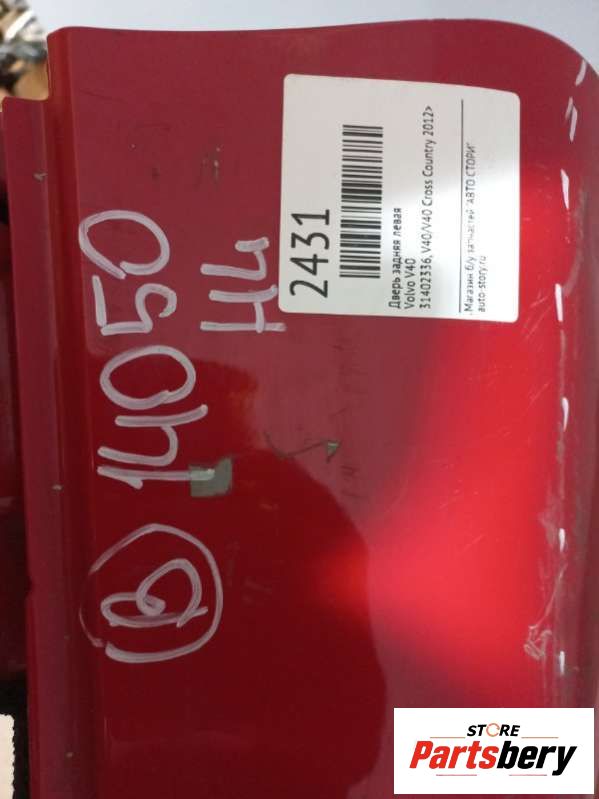 2431
Дверь задняя левая
Volvo V40
31402336, V40/V40 Cross Country 2012>
Магазин б/у запчастей "АВТО СТОРИ"
auto-story.ru
14050
НЦ
В
STORE
Partsbery